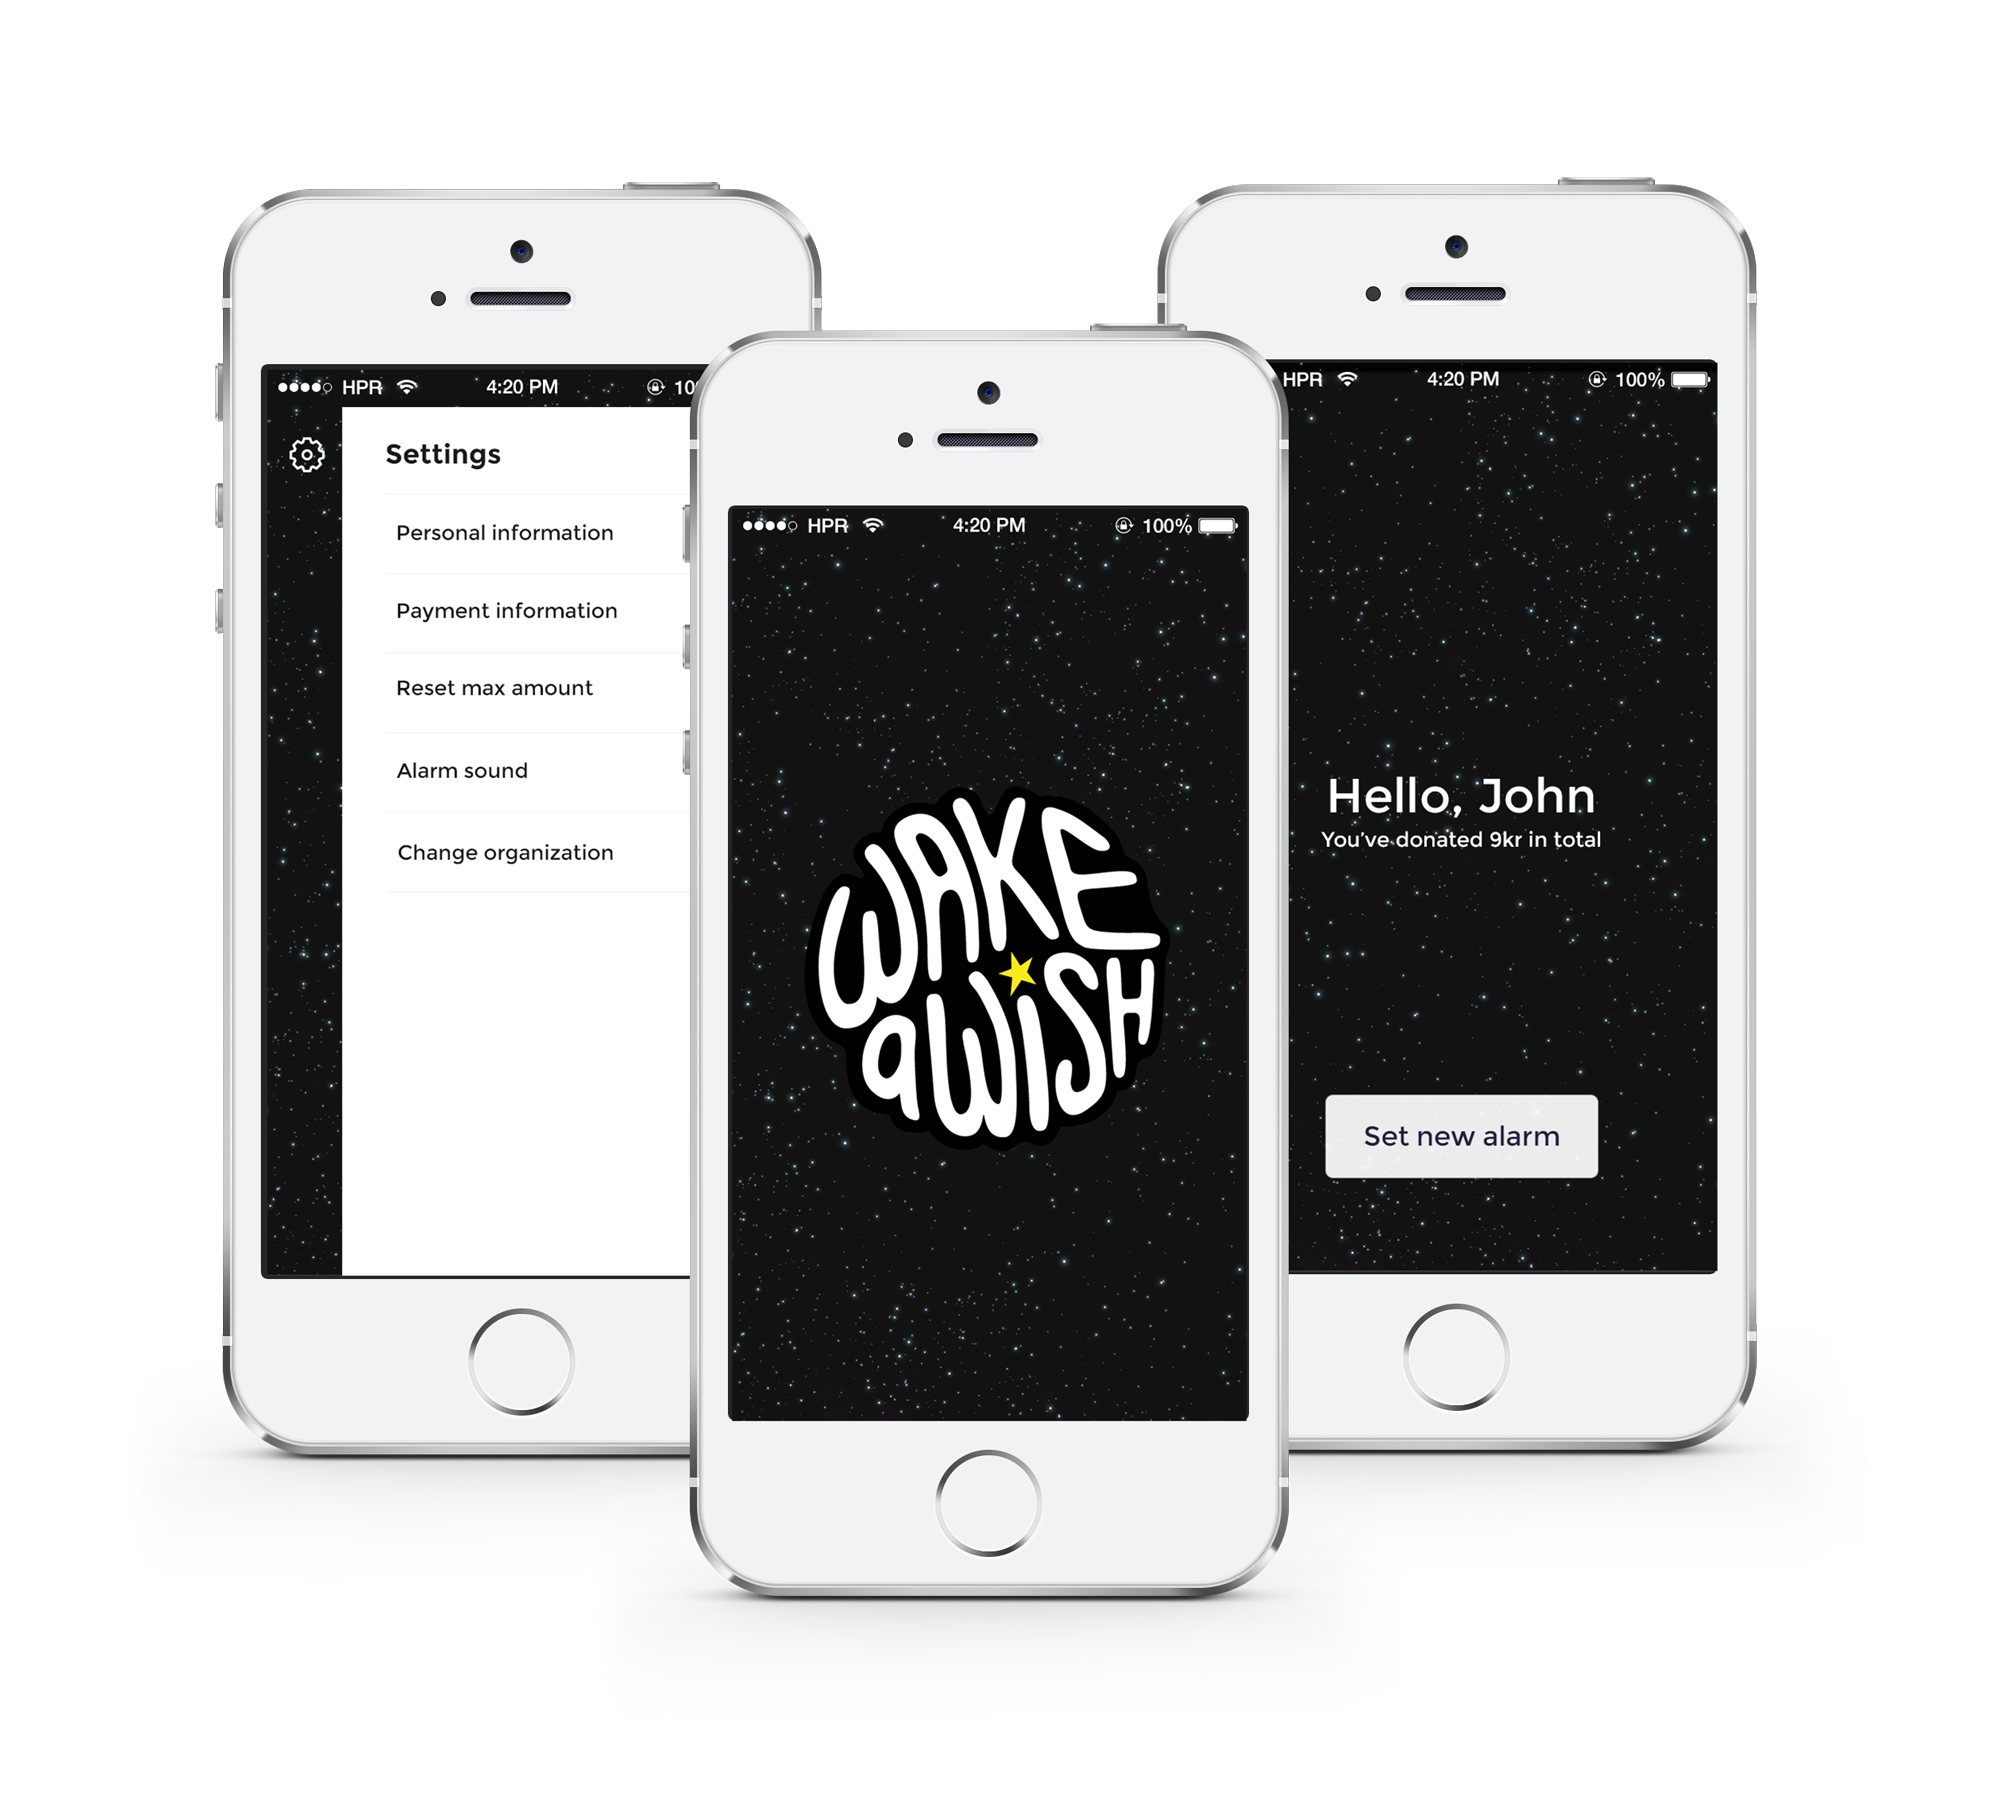 HPR 4:20 PM
Settings
Personal information
Payment information
Reset max amount
Alarm sound
Change organization
HPR 4:20 PM 100%
WAKE
a WiSH
HPR 4:20 PM 100%
Hello, John
You've donated 9kr in total
Set new alarm